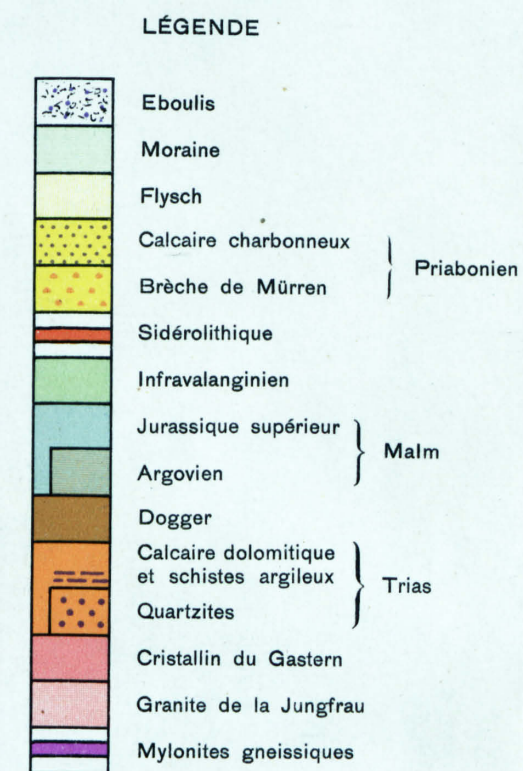 LÉGENDE
Eboulis
Moraine
Flysch
Calcaire charbonneux
Brèche de Mürren
Priabonien
Sidérolithique
Infravalanginien
Jurassique supérieur
Argovien
Malm
Dogger
Calcaire dolomitique
et schistes argileux
Quartzites
Trias
Cristallin du Gastern
Granite de la Jungfrau
Mylonites gneissiques